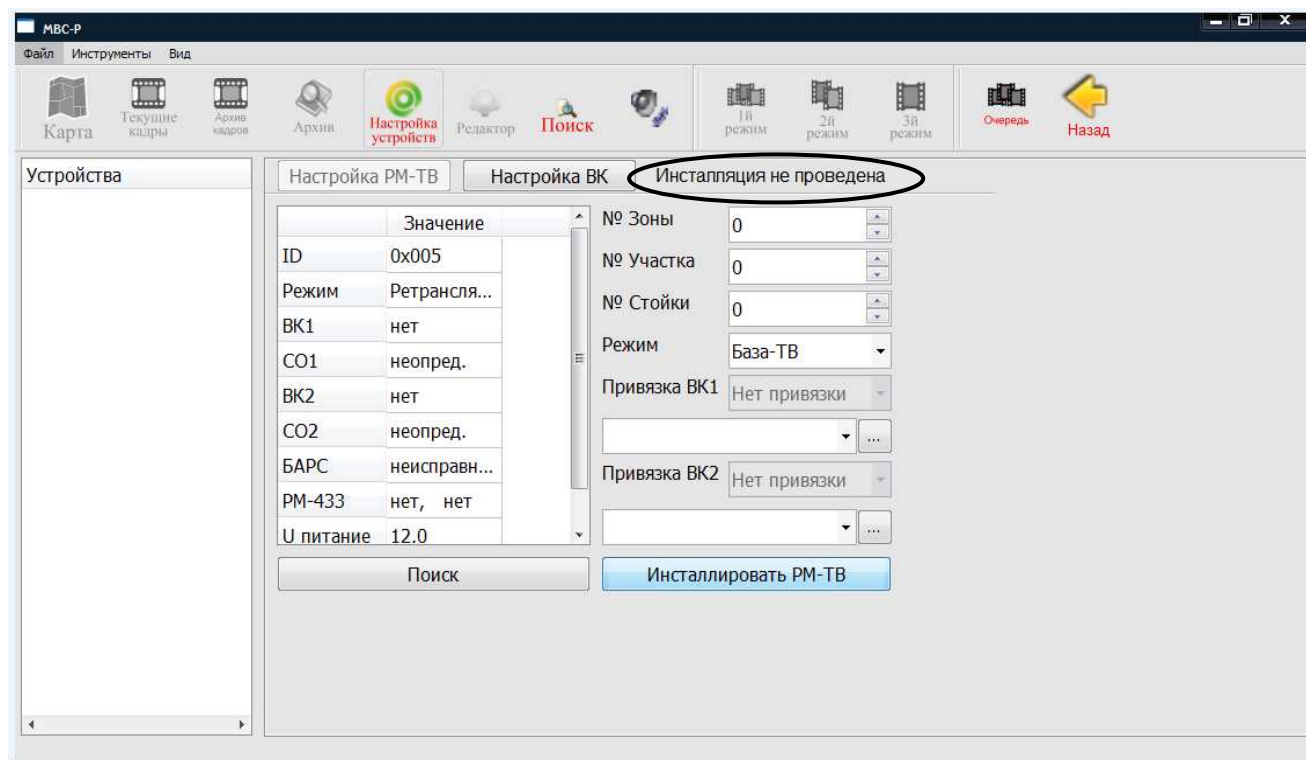 МВС-Р
Файл Инструменты Вид
Карта
Текущие кадры
Архив кадров
Архив
Настройка устройств
Редактор
Поиск
1й режим
2й режим
3й режим
Очередь
Назад
Устройства
Настройка РМ-ТВ Настройка ВК Инсталляция не проведена
Значение
ID 0x005
Режим Ретрансля...
ВК1 нет
СО1 неопред.
ВК2 нет
СО2 неопред.
БАРС неисправн...
РМ-433 нет, нет
U питание 12.0
Поиск
№ Зоны 0
№ Участка 0
№ Стойки 0
Режим База-ТВ
Привязка ВК1 Нет привязки
...
Привязка ВК2 Нет привязки
...
Инсталлировать РМ-ТВ